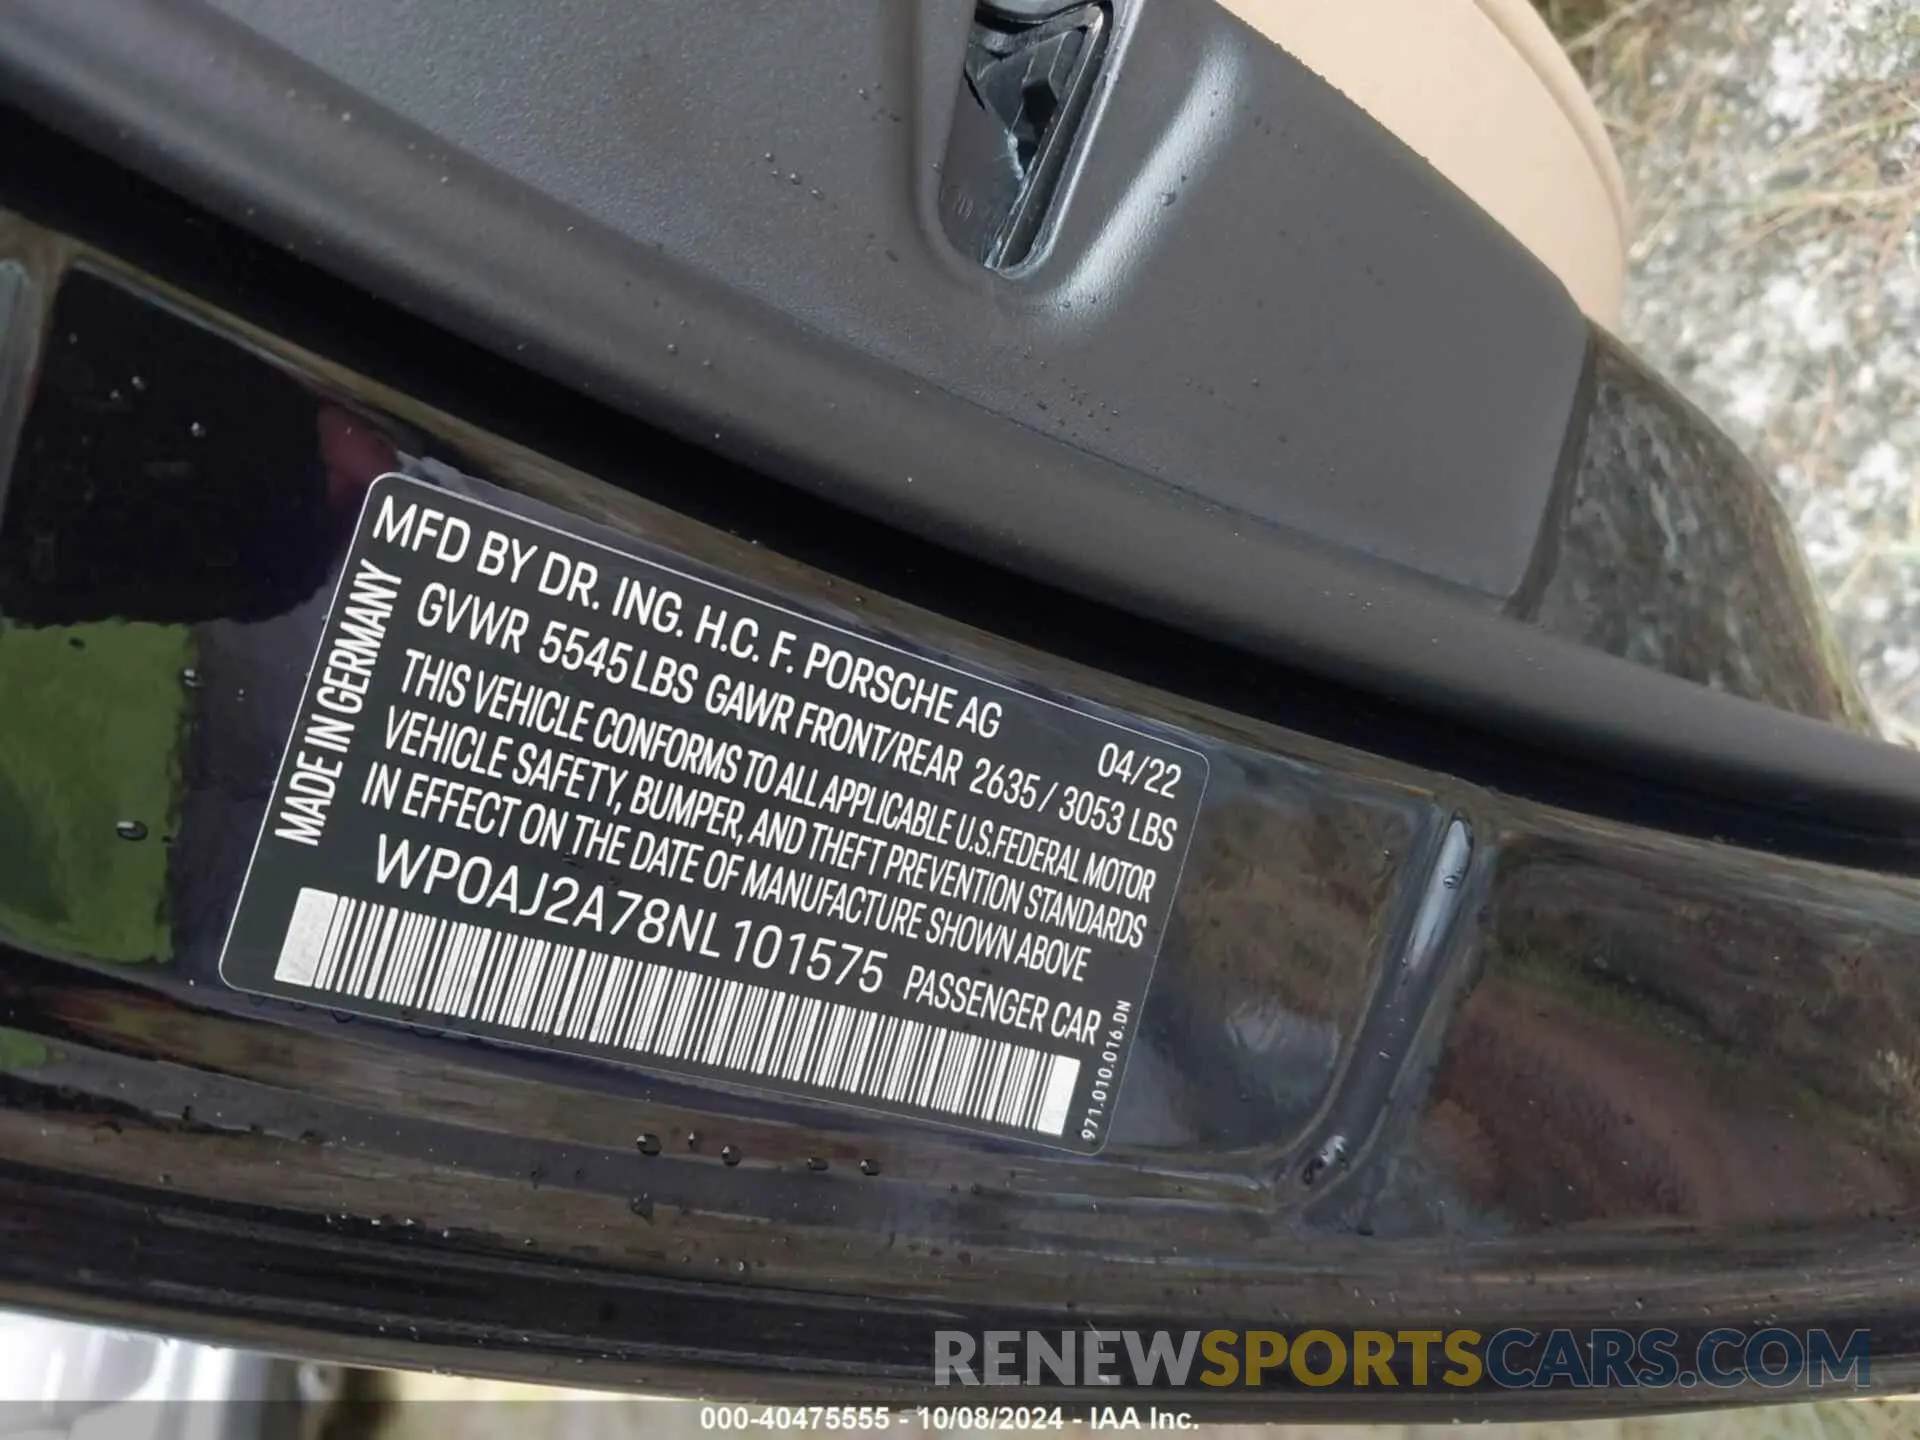 MFD BY DR. ING. H.C. F. PORSCHE AG
04/22
GVWR 5545 LBS GAWR FRONT/REAR 2635 / 3053 LBS
THIS VEHICLE CONFORMS TO ALL APPLICABLE U.S. FEDERAL MOTOR
VEHICLE SAFETY, BUMPER, AND THEFT PREVENTION STANDARDS
IN EFFECT ON THE DATE OF MANUFACTURE SHOWN ABOVE
WP0AJ2A78NL101575 PASSENGER CAR
MADE IN GERMANY
971.010.016.DN
RENEWSPORTSCARS.COM
000-40475555 - 10/08/2024 - IAA Inc.